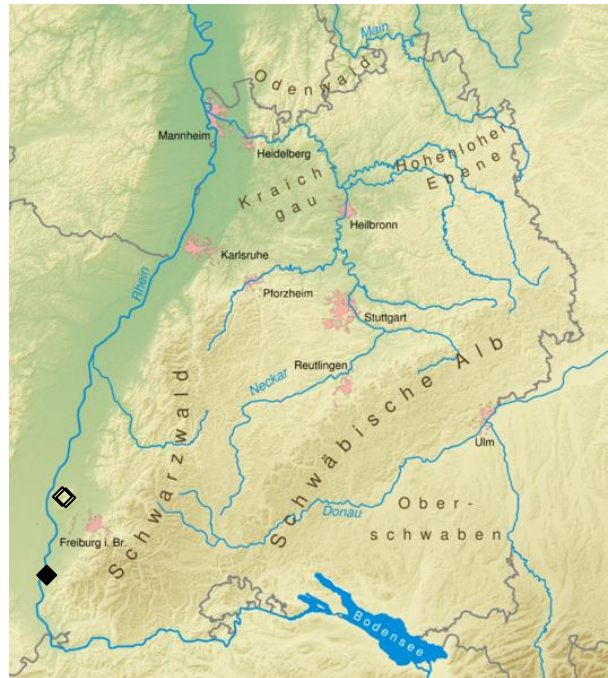 Main
Odenwald
Mannheim
Heidelberg
Hohenloher
Ebene
Kraich
gau
Heilbronn
Karlsruhe
Rhein
Pforzheim
Stuttgart
Reutlingen
Neckar
Schwäbische Alb
Schwarzwald
Ulm
Ober-
schwaben
Donau
Freiburg i. Br.
Bodensee